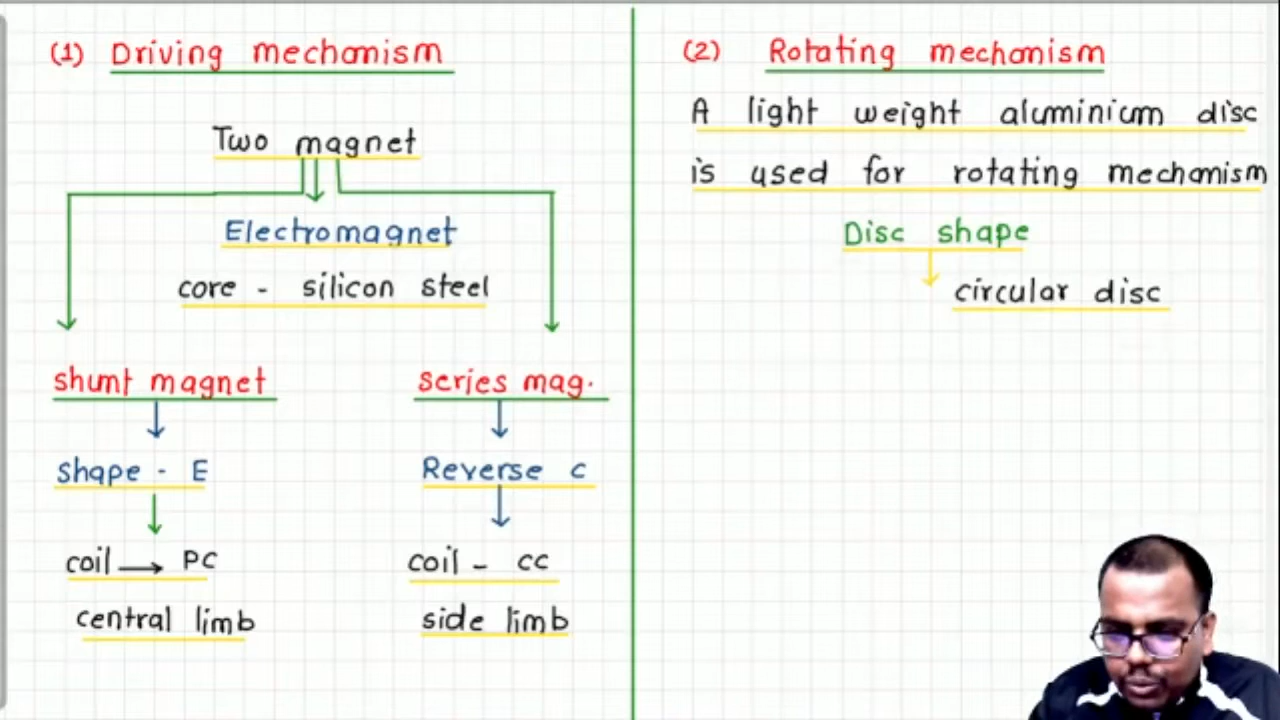 (1) Driving mechanism
Two magnet
Electromagnet
core - silicon steel
shunt magnet
series mag.
shape - E
Reverse c
coil → PC
coil - cc
central limb
side limb
(2) Rotating mechanism
A light weight aluminium disc
is used for rotating mechanism
Disc shape
circular disc